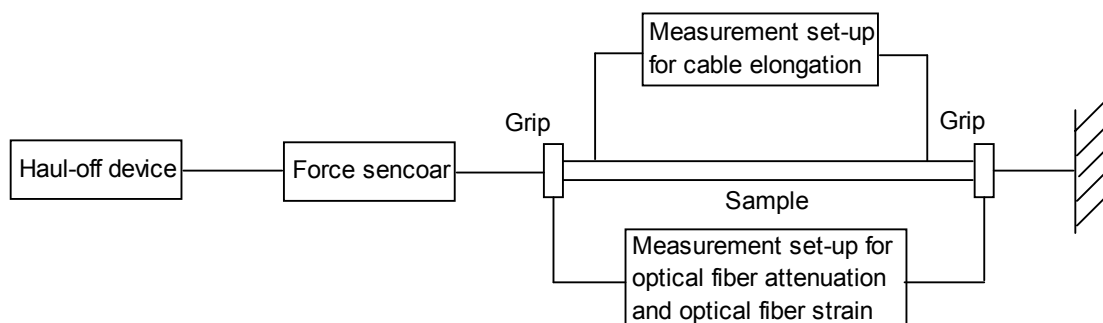 Measurement set-up
for cable elongation
Grip
Grip
Haul-off device
Force sencoar
Sample
Measurement set-up for
optical fiber attenuation
and optical fiber strain